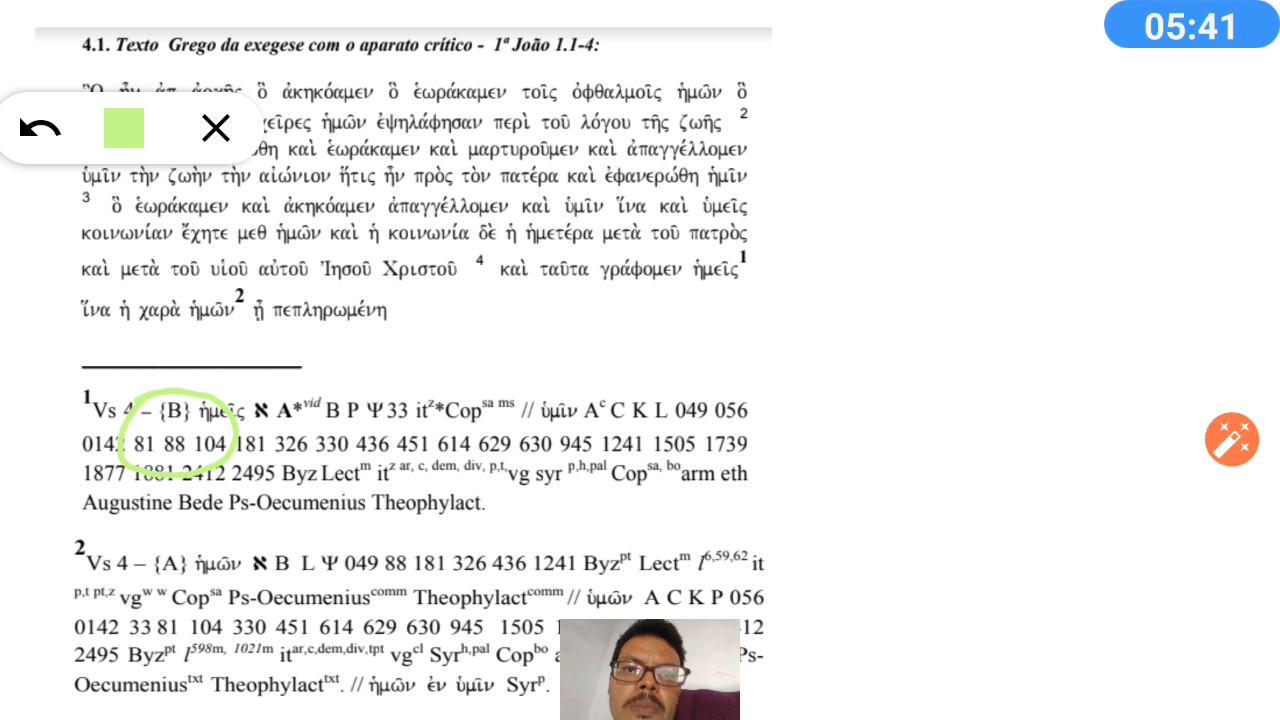 05:41
4.1. Texto Grego da exegese com o aparato crítico - 1ª João 1.1-4:
Ὃ ἦν ἀπ ἀρχῆς ὃ ἀκηκόαμεν ὃ ἑωράκαμεν τοῖς ὀφθαλμοῖς ἡμῶν ὃ
χεῖρες ἡμῶν ἐψηλάφησαν περὶ τοῦ λόγου τῆς ζωῆς 2
θη καὶ ἑωράκαμεν καὶ μαρτυροῦμεν καὶ ἀπαγγέλλομεν
ὑμῖν τὴν ζωὴν τὴν αἰώνιον ἥτις ἦν πρὸς τὸν πατέρα καὶ ἐφανερώθη ἡμῖν
3 ὃ ἑωράκαμεν καὶ ἀκηκόαμεν ἀπαγγέλλομεν καὶ ὑμῖν ἵνα καὶ ὑμεῖς
κοινωνίαν ἔχητε μεθ ἡμῶν καὶ ἡ κοινωνία δὲ ἡ ἡμετέρα μετὰ τοῦ πατρὸς
καὶ μετὰ τοῦ υἱοῦ αὐτοῦ Ἰησοῦ Χριστοῦ 4 καὶ ταῦτα γράφομεν ἡμεῖς1
ἵνα ἡ χαρὰ ἡμῶν2 ᾖ πεπληρωμένη
1Vs 4 – {B} ἡμεῖς א A*vid B P Ψ 33 itz*Copsa ms // ὑμῖν Ac C K L 049 056
0142 81 88 104 181 326 330 436 451 614 629 630 945 1241 1505 1739
1877 1881 2412 2495 Byz Lectm itz ar, c, dem, div, p,t, vg syr p,h,pal Copsa, bo arm eth
Augustine Bede Ps-Oecumenius Theophylact.
2Vs 4 – {A} ἡμῶν א B L Ψ 049 88 181 326 436 1241 Byzpt Lectm l6,59,62 it
p,t pt,z vgw w Copsa Ps-Oecumeniuscomm Theophylactcomm // ὑμῶν A C K P 056
0142 33 81 104 330 451 614 629 630 945 1505 12
2495 Byzpt l598m, 1021m itar,c,dem,div,tpt vgcl Syrh,pal Copbo Ps-
Oecumeniustxt Theophylacttxt. // ἡμῶν ἐν ὑμῖν Syrp.